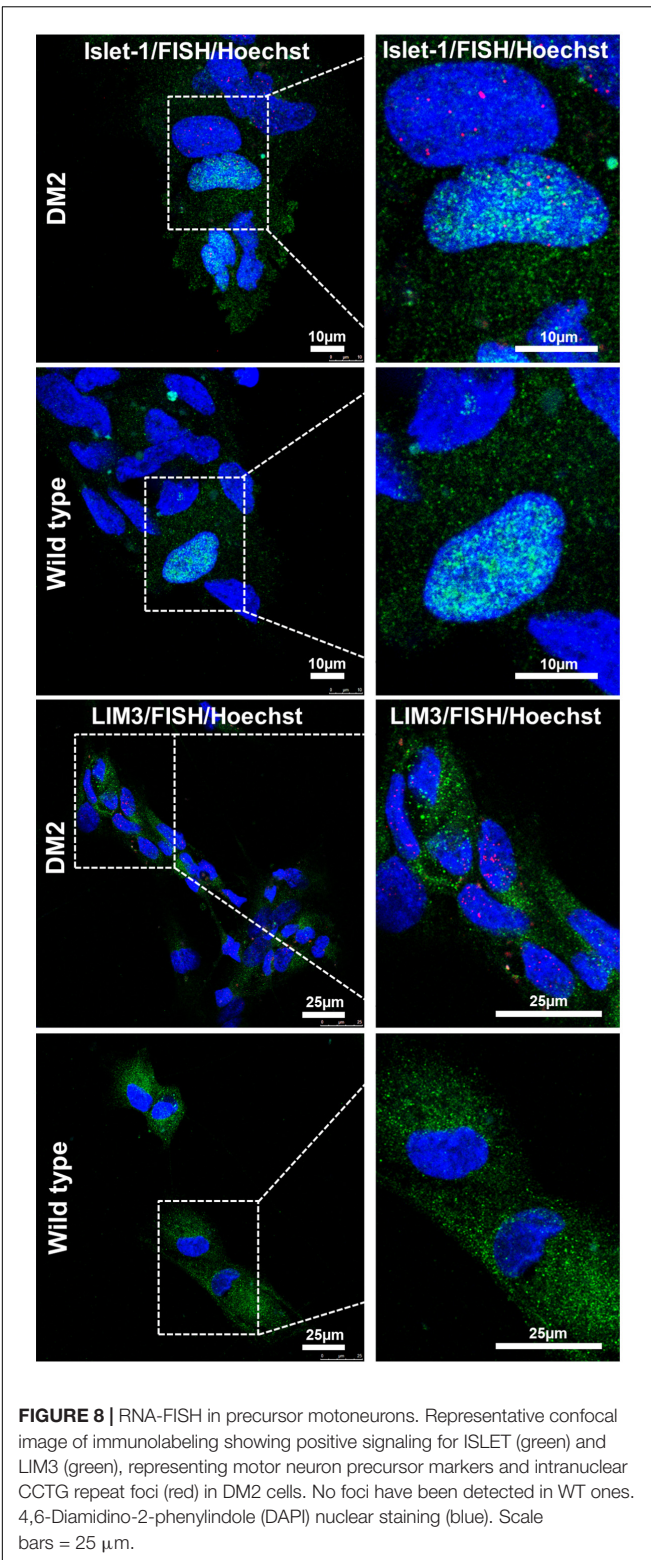 Islet-1/FISH/Hoechst
Islet-1/FISH/Hoechst
DM2
10µm
10µm
Wild type
10µm
10µm
LIM3/FISH/Hoechst
LIM3/FISH/Hoechst
DM2
25µm
25µm
Wild type
25µm
25µm
FIGURE 8 | RNA-FISH in precursor motoneurons. Representative confocal
image of immunolabeling showing positive signaling for ISLET (green) and
LIM3 (green), representing motor neuron precursor markers and intranuclear
CCTG repeat foci (red) in DM2 cells. No foci have been detected in WT ones.
4,6-Diamidino-2-phenylindole (DAPI) nuclear staining (blue). Scale
bars = 25 µm.